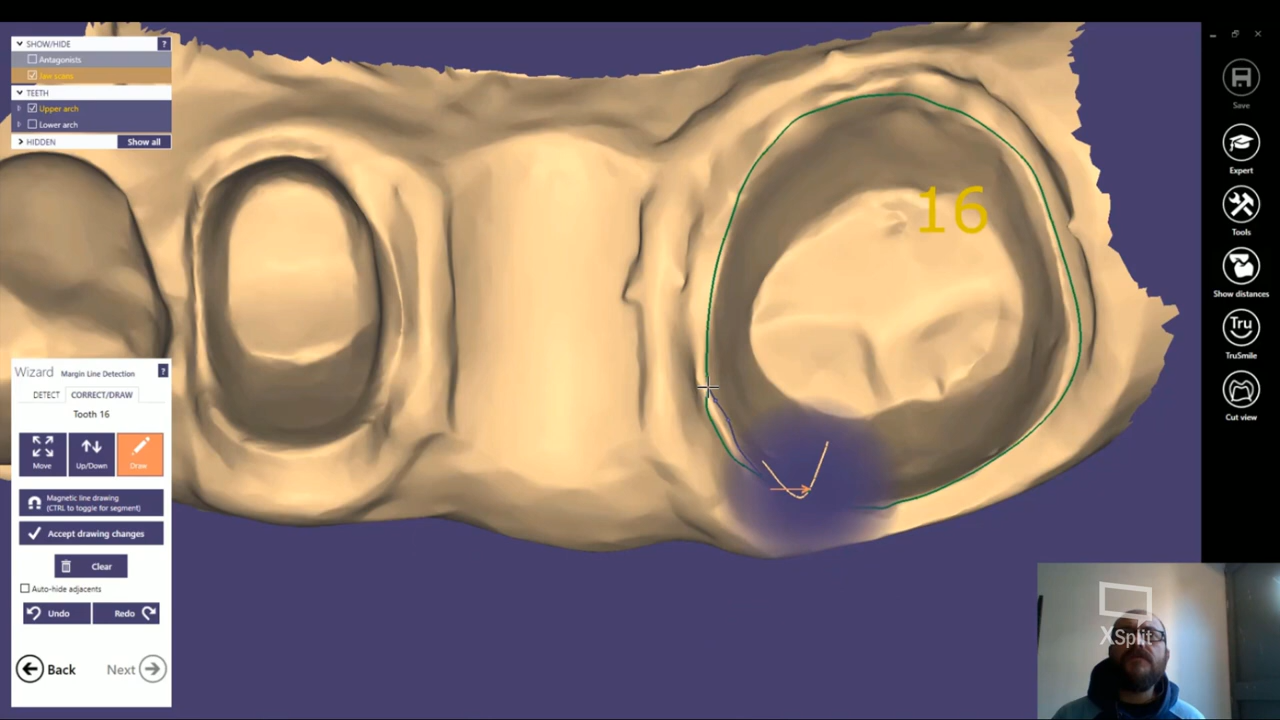 SHOW/HIDE ?
Antagonists
Jaw scans
TEETH
Upper arch
Lower arch
HIDDEN Show all
16
Save
Expert
Tools
Show distances
Tru
TruSmile
Cut view
Wizard Margin Line Detection ?
DETECT CORRECT/DRAW
Tooth 16
Move Up/Down Draw
Magnetic line drawing
(CTRL to toggle for segment)
Accept drawing changes
Clear
Auto-hide adjacents
Undo Redo
Back Next
XSplit